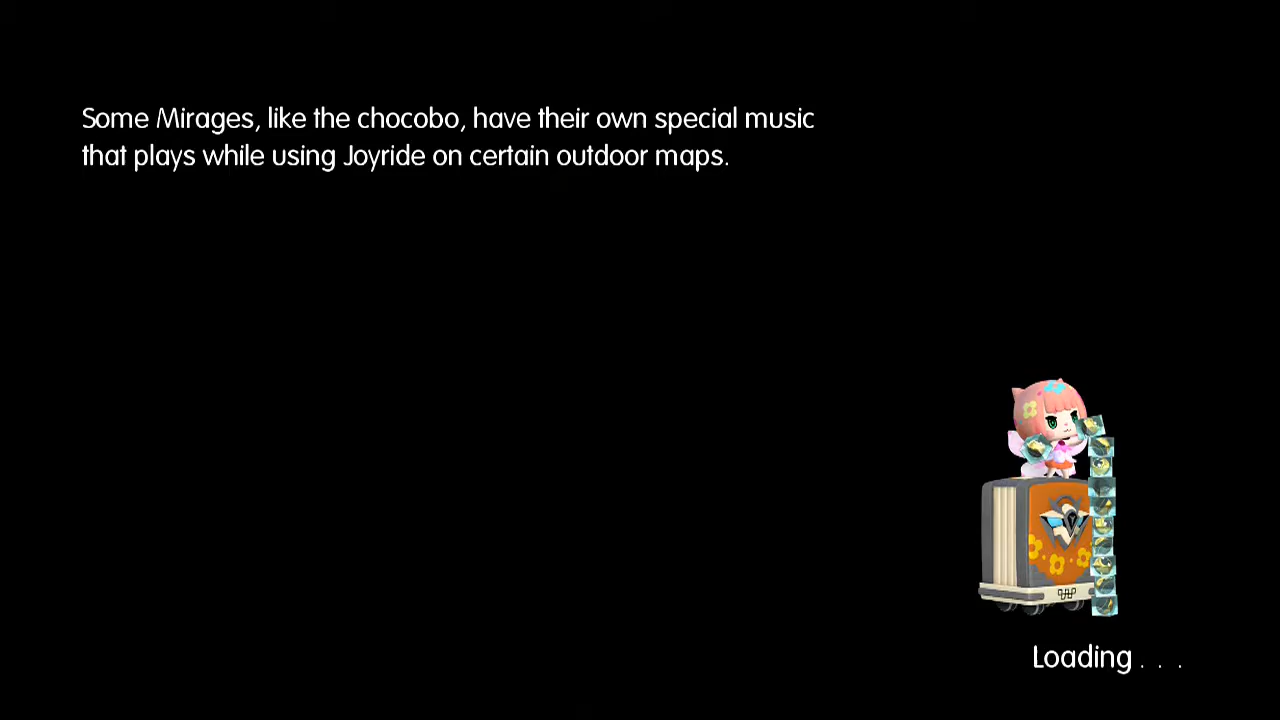 Some Mirages, like the chocobo, have their own special music
that plays while using Joyride on certain outdoor maps.
Loading . . .